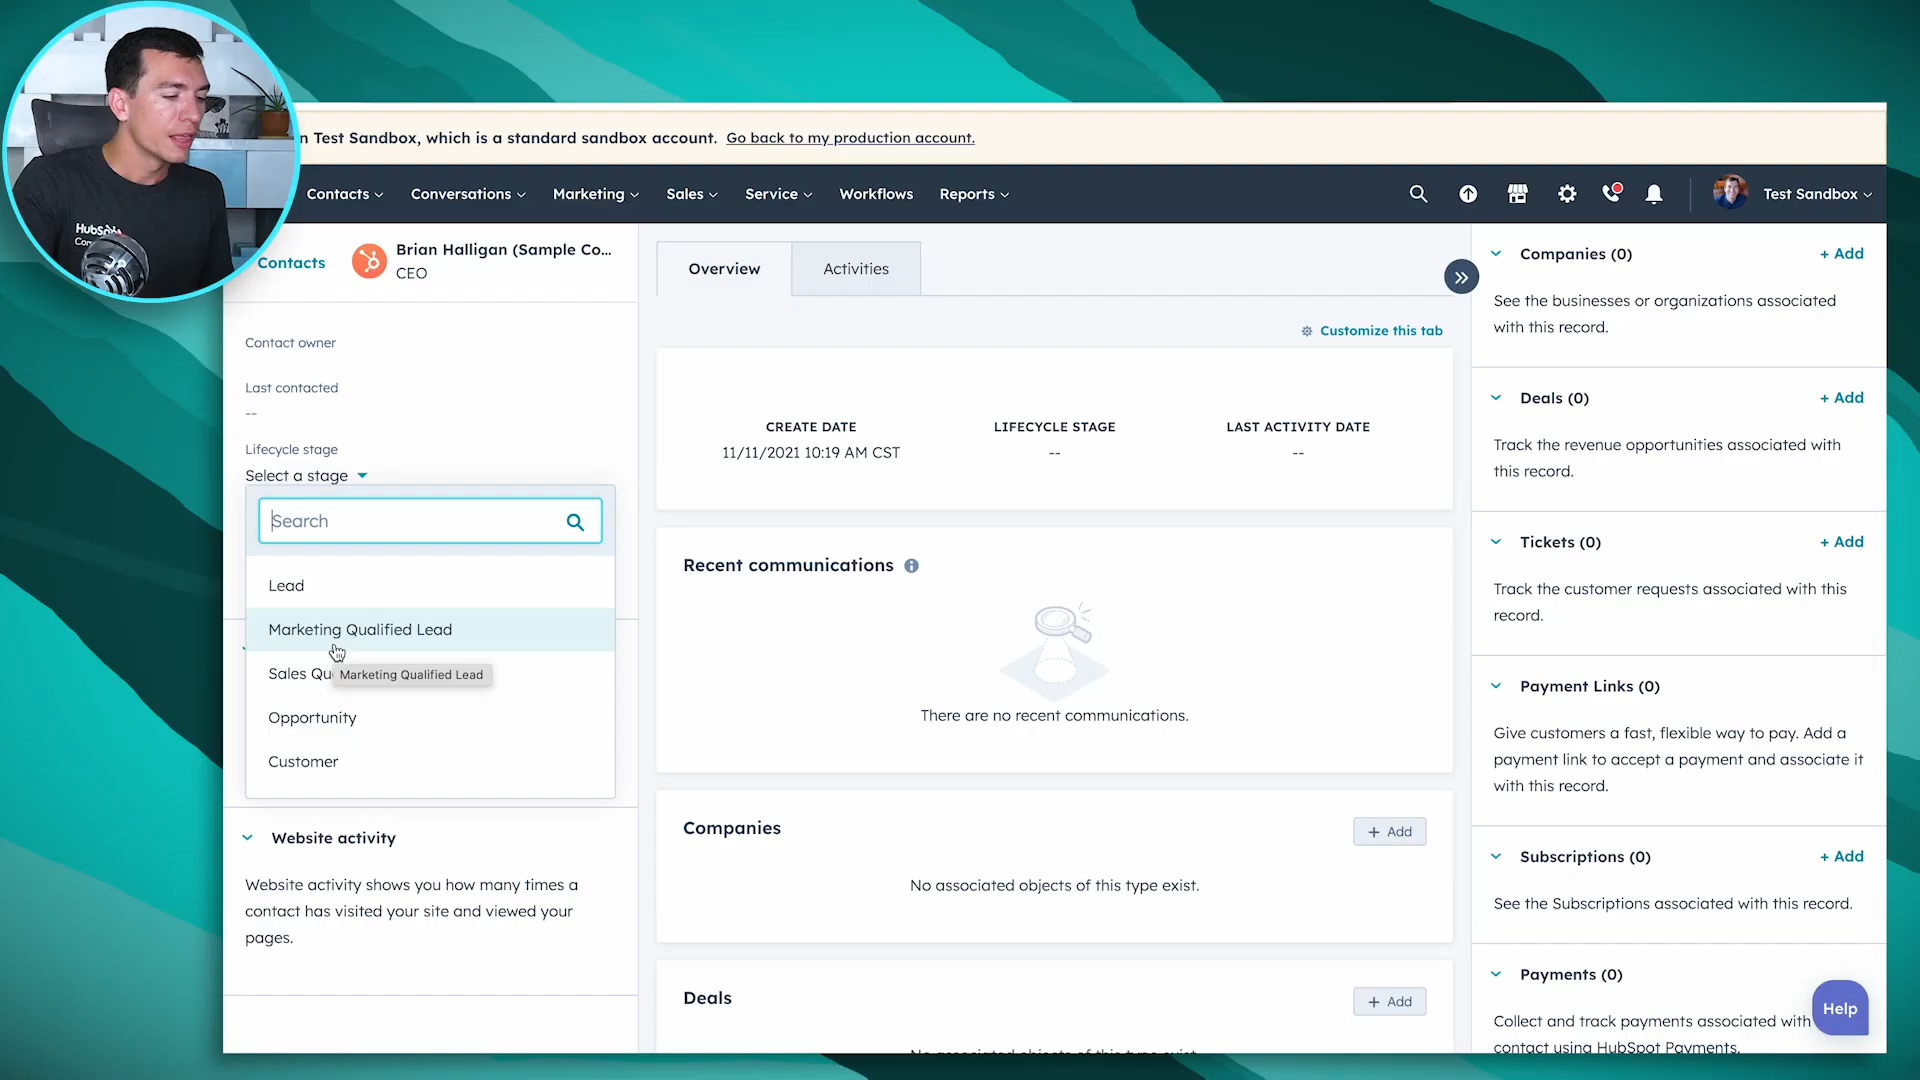 HubSpot
n Test Sandbox, which is a standard sandbox account. Go back to my production account.
Contacts Conversations Marketing Sales Service Workflows Reports Test Sandbox
Contacts
Brian Halligan (Sample Co...
CEO
Contact owner
Last contacted
--
Lifecycle stage
Select a stage
Search
Lead
Marketing Qualified Lead
Sales Qu
Marketing Qualified Lead
Opportunity
Customer
Website activity
Website activity shows you how many times a
contact has visited your site and viewed your
pages.
Overview Activities
Customize this tab
CREATE DATE LIFECYCLE STAGE LAST ACTIVITY DATE
11/11/2021 10:19 AM CST -- --
Recent communications
There are no recent communications.
Companies
+ Add
No associated objects of this type exist.
Deals
+ Add
No associated objects of this type exist.
Companies (0) + Add
See the businesses or organizations associated
with this record.
Deals (0) + Add
Track the revenue opportunities associated with
this record.
Tickets (0) + Add
Track the customer requests associated with this
record.
Payment Links (0)
Give customers a fast, flexible way to pay. Add a
payment link to accept a payment and associate it
with this record.
Subscriptions (0) + Add
See the Subscriptions associated with this record.
Payments (0)
Collect and track payments associated with
contact using HubSpot Payments.
Help